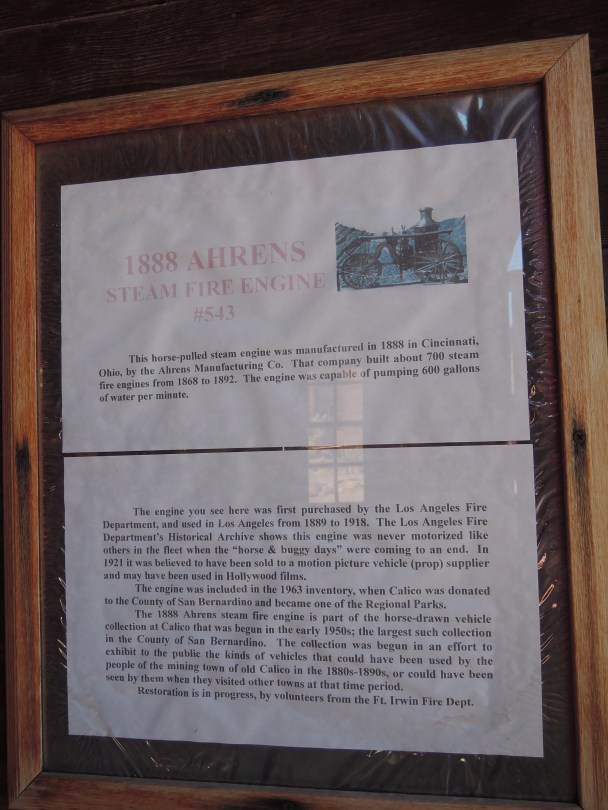 1888 AHRENS
STEAM FIRE ENGINE
#543
This horse-pulled steam engine was manufactured in 1888 in Cincinnati,
Ohio, by the Ahrens Manufacturing Co. That company built about 700 steam
fire engines from 1868 to 1892. The engine was capable of pumping 600 gallons
of water per minute.
The engine you see here was first purchased by the Los Angeles Fire
Department, and used in Los Angeles from 1889 to 1918. The Los Angeles Fire
Department's Historical Archive shows this engine was never motorized like
others in the fleet when the “horse & buggy days” were coming to an end. In
1921 it was believed to have been sold to a motion picture vehicle (prop) supplier
and may have been used in Hollywood films.
The engine was included in the 1963 inventory, when Calico was donated
to the County of San Bernardino and became one of the Regional Parks.
The 1888 Ahrens steam fire engine is part of the horse-drawn vehicle
collection at Calico that was begun in the early 1950s; the largest such collection
in the County of San Bernardino. The collection was begun in an effort to
exhibit to the public the kinds of vehicles that could have been used by the
people of the mining town of old Calico in the 1880s-1890s, or could have been
seen by them when they visited other towns at that time period.
Restoration is in progress, by volunteers from the Ft. Irwin Fire Dept.